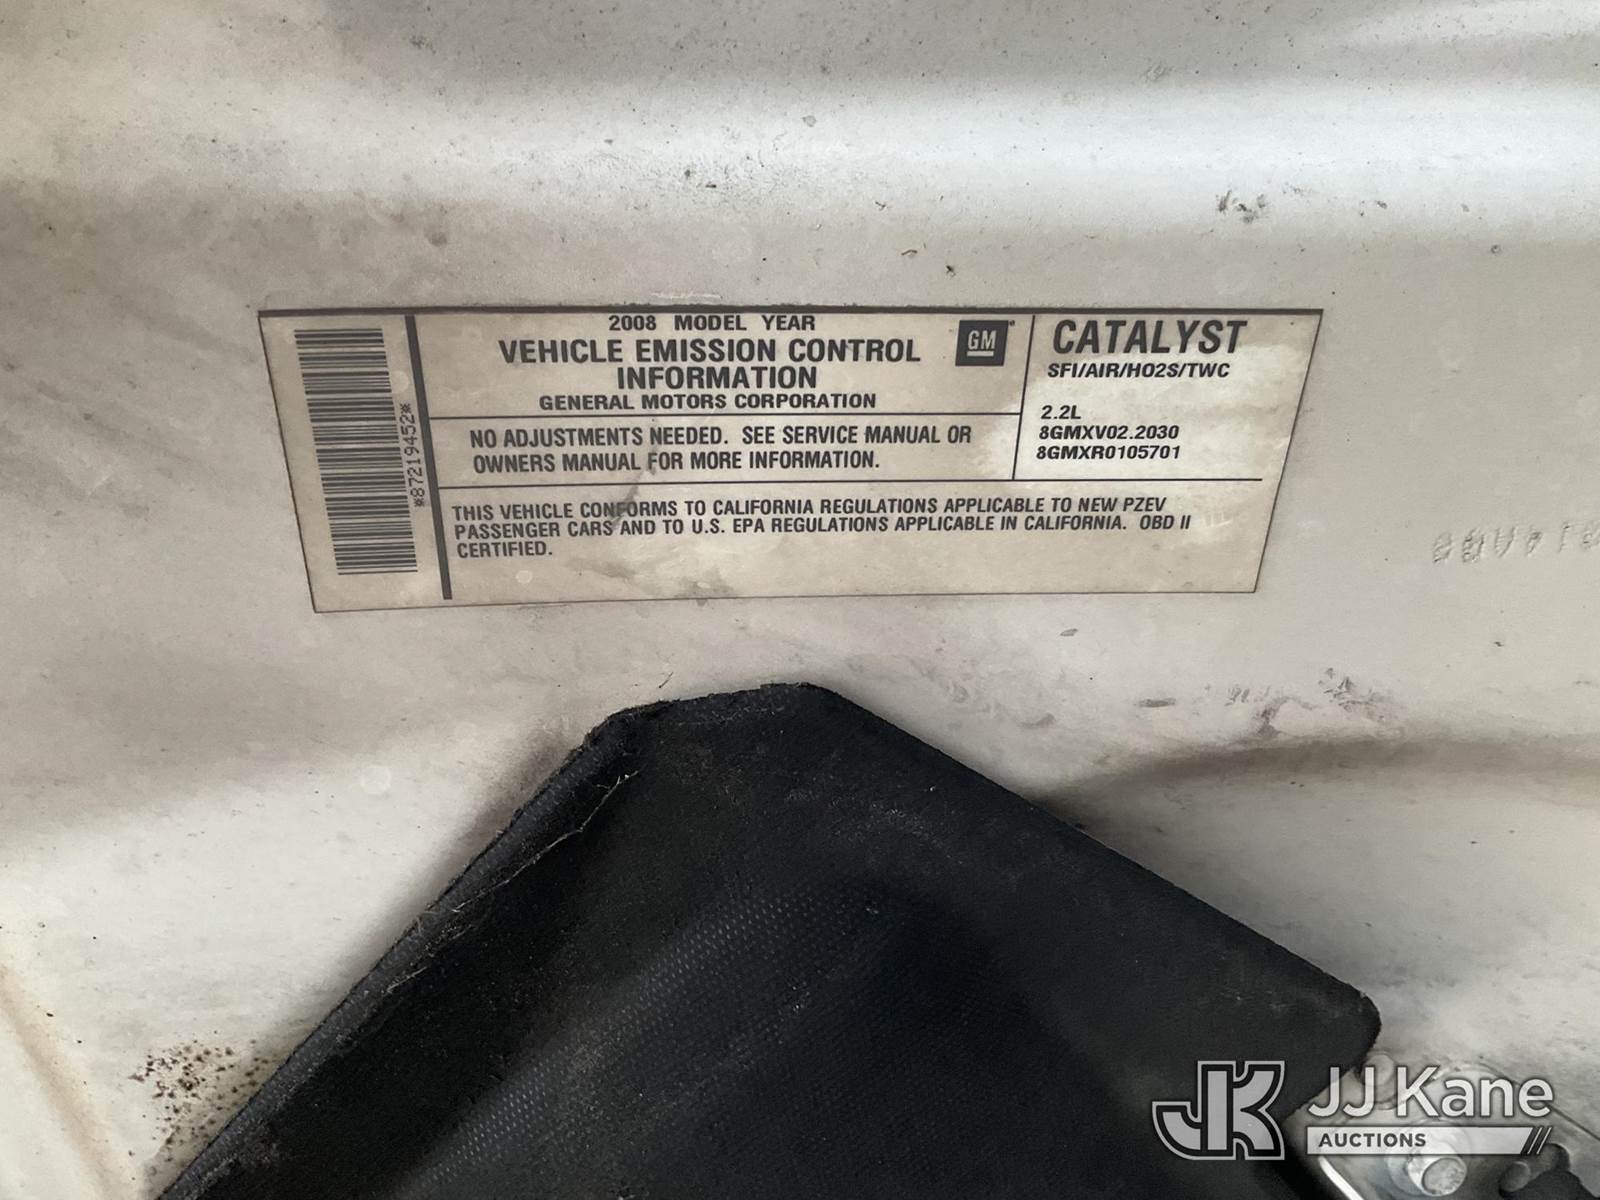 2008 MODEL YEAR
VEHICLE EMISSION CONTROL
INFORMATION
GENERAL MOTORS CORPORATION
GM
CATALYST
SFI/AIR/HO2S/TWC
2.2L
8GMXV02.2030
8GMXR0105701
NO ADJUSTMENTS NEEDED. SEE SERVICE MANUAL OR
OWNERS MANUAL FOR MORE INFORMATION.
THIS VEHICLE CONFORMS TO CALIFORNIA REGULATIONS APPLICABLE TO NEW PZEV
PASSENGER CARS AND TO U.S. EPA REGULATIONS APPLICABLE IN CALIFORNIA. OBD II
CERTIFIED.
*87219452*
JK JJ Kane
AUCTIONS